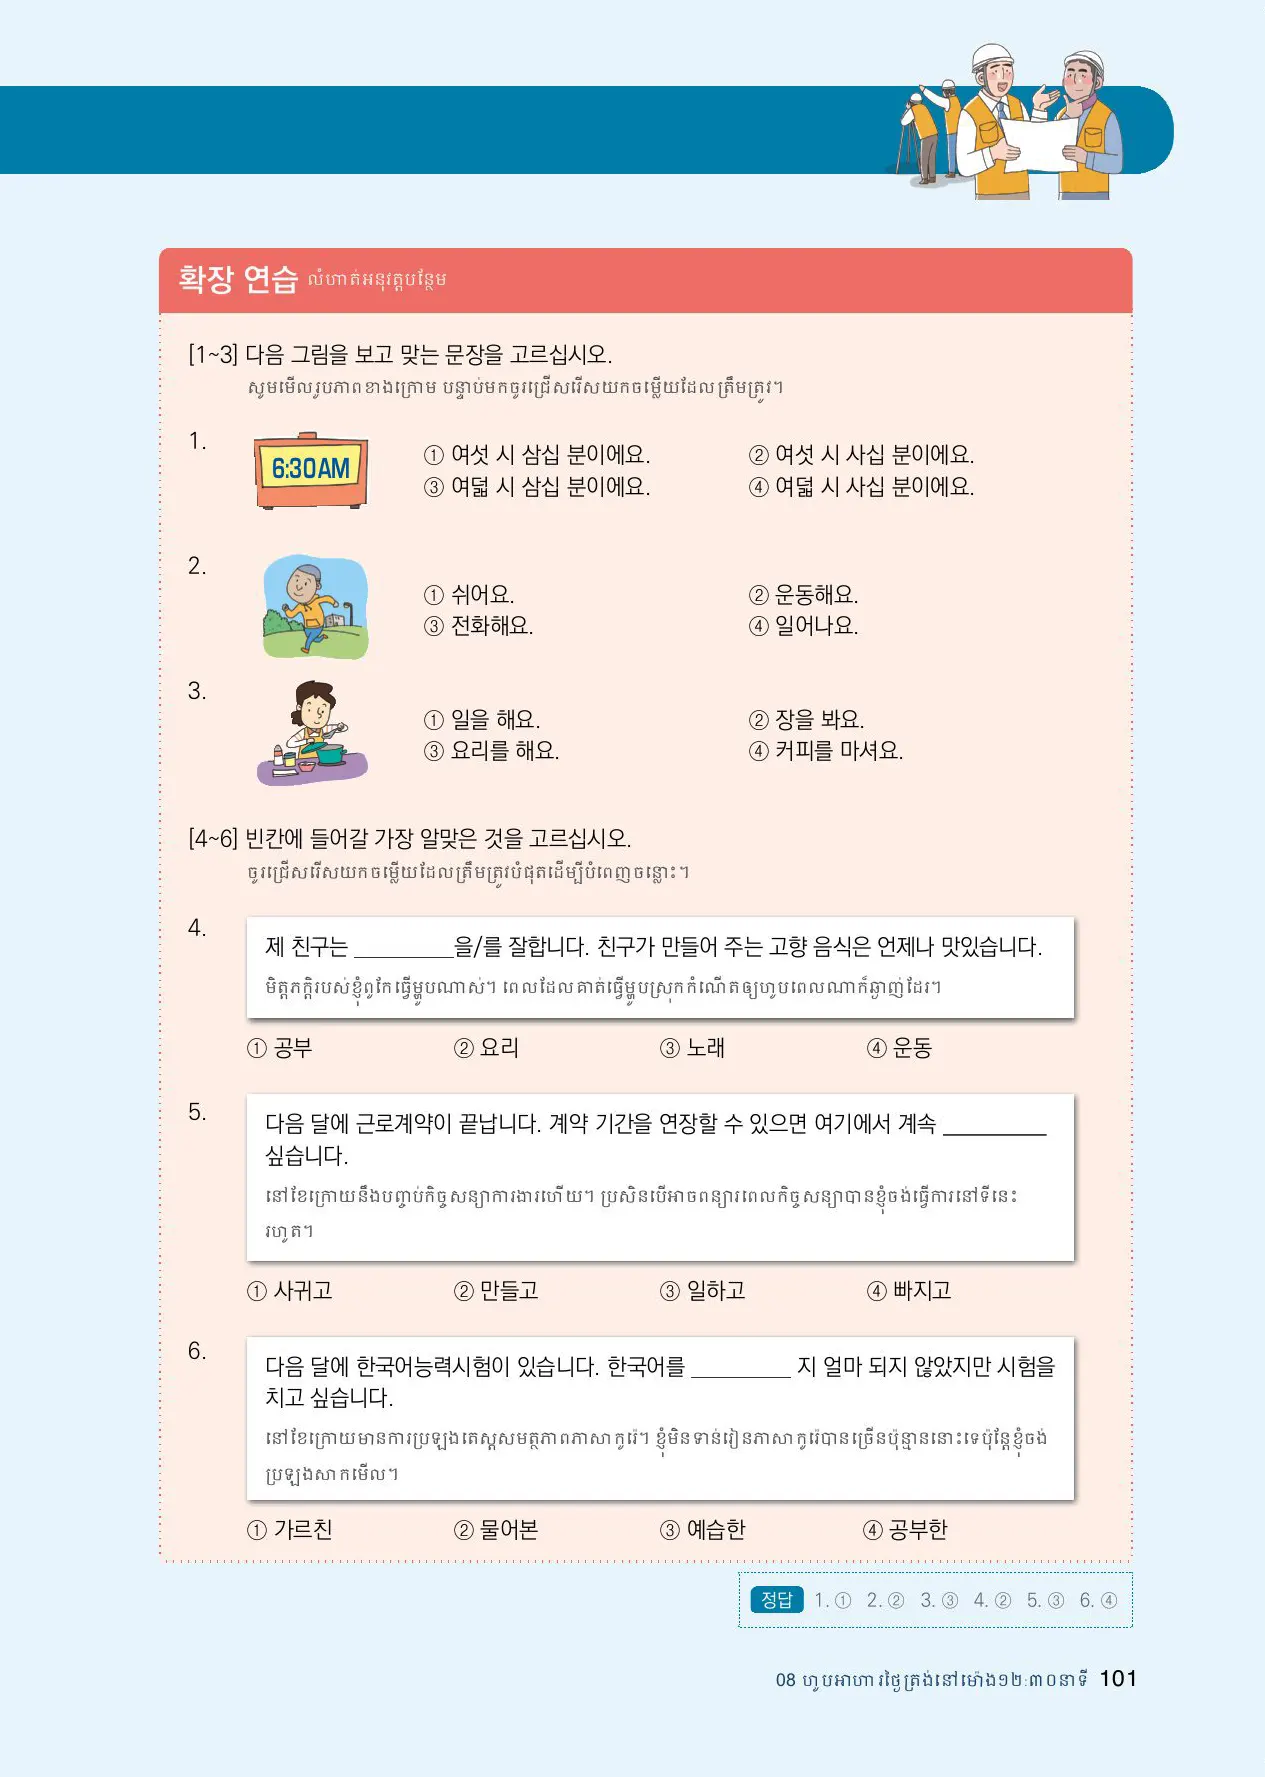 확장 연습 លំហាត់អនុវត្តបន្ថែម
[1~3] 다음 그림을 보고 맞는 문장을 고르십시오.
សូមមើលរូបភាពខាងក្រោម បន្ទាប់មកចូរជ្រើសរើសយកចម្លើយដែលត្រឹមត្រូវ។
1.
6:30AM
① 여섯 시 삼십 분이에요. ② 여섯 시 사십 분이에요.
③ 여덟 시 삼십 분이에요. ④ 여덟 시 사십 분이에요.
2.
① 쉬어요. ② 운동해요.
③ 전화해요. ④ 일어나요.
3.
① 일을 해요. ② 장을 봐요.
③ 요리를 해요. ④ 커피를 마셔요.
[4~6] 빈칸에 들어갈 가장 알맞은 것을 고르십시오.
ចូរជ្រើសរើសយកចម្លើយដែលត្រឹមត្រូវបំផុតដើម្បីបំពេញចន្លោះ។
4.
제 친구는 _________을/를 잘합니다. 친구가 만들어 주는 고향 음식은 언제나 맛있습니다.
មិត្តភក្តិរបស់ខ្ញុំពូកែធ្វើម្ហូបណាស់។ ពេលដែលគាត់ធ្វើម្ហូបស្រុកកំណើតឲ្យហូបពេលណាក៏ឆ្ងាញ់ដែរ។
① 공부 ② 요리 ③ 노래 ④ 운동
5.
다음 달에 근로계약이 끝납니다. 계약 기간을 연장할 수 있으면 여기에서 계속 _________
싶습니다.
នៅខែក្រោយនឹងបញ្ចប់កិច្ចសន្យាការងារហើយ។ ប្រសិនបើអាចពន្យារពេលកិច្ចសន្យាបានខ្ញុំចង់ធ្វើការនៅទីនេះ
រហូត។
① 사귀고 ② 만들고 ③ 일하고 ④ 빠지고
6.
다음 달에 한국어능력시험이 있습니다. 한국어를 _________ 지 얼마 되지 않았지만 시험을
치고 싶습니다.
នៅខែក្រោយមានការប្រឡងតេស្តសមត្ថភាពភាសាកូរ៉េ។ ខ្ញុំមិនទាន់រៀនភាសាកូរ៉េបានច្រើនប៉ុន្មាននោះទេប៉ុន្តែខ្ញុំចង់
ប្រឡងសាកមើល។
① 가르친 ② 물어본 ③ 예습한 ④ 공부한
정답 1. ① 2. ② 3. ③ 4. ② 5. ③ 6. ④
08 ហូបអាហារថ្ងៃត្រង់នៅម៉ោង១២:៣០នាទី 101